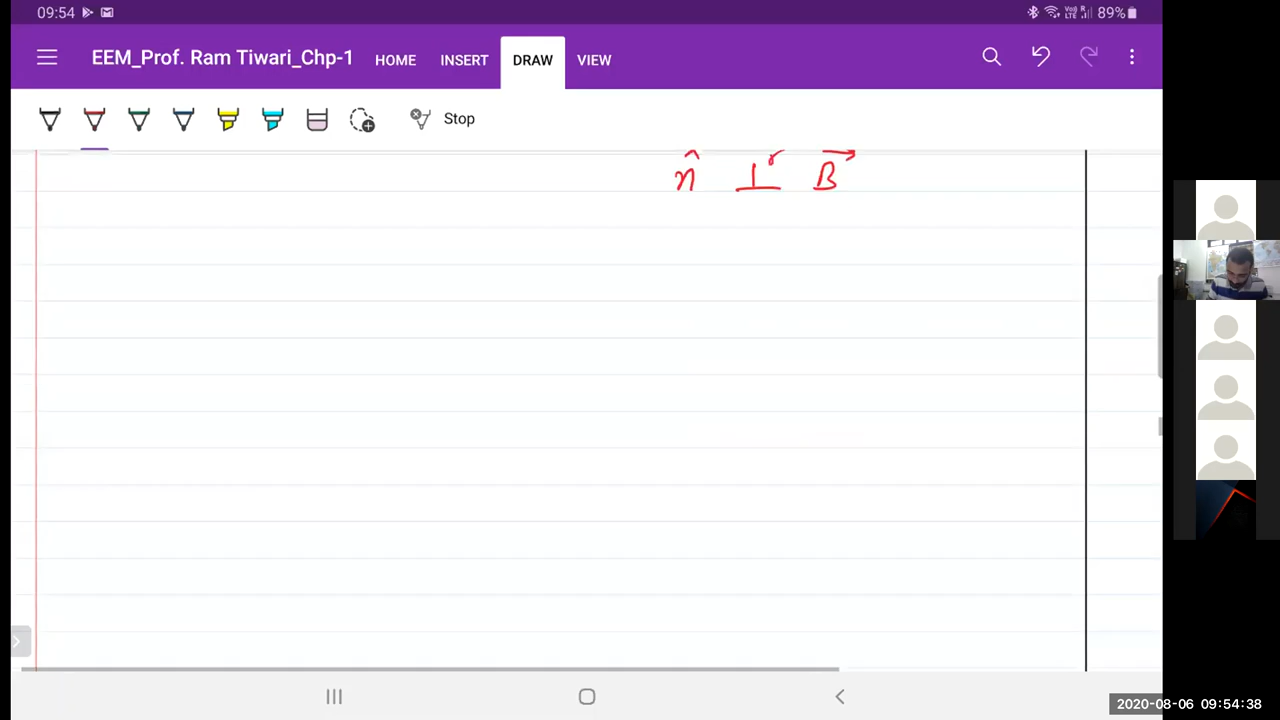 09:54 89%
EEM_Prof. Ram Tiwari_Chp-1 HOME INSERT DRAW VIEW
Stop
n̂ ⊥r B⃗
2020-08-06 09:54:38